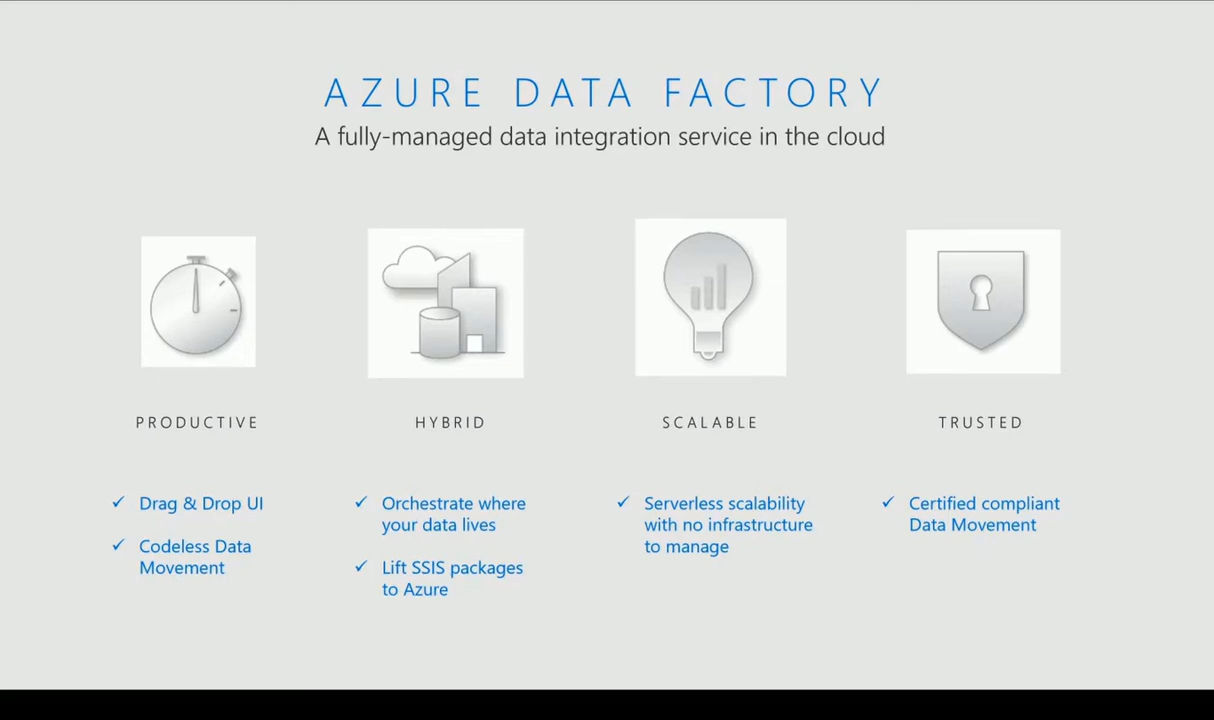 AZURE DATA FACTORY
A fully-managed data integration service in the cloud
PRODUCTIVE
✓ Drag & Drop UI
✓ Codeless Data
Movement
HYBRID
✓ Orchestrate where
your data lives
✓ Lift SSIS packages
to Azure
SCALABLE
✓ Serverless scalability
with no infrastructure
to manage
TRUSTED
✓ Certified compliant
Data Movement